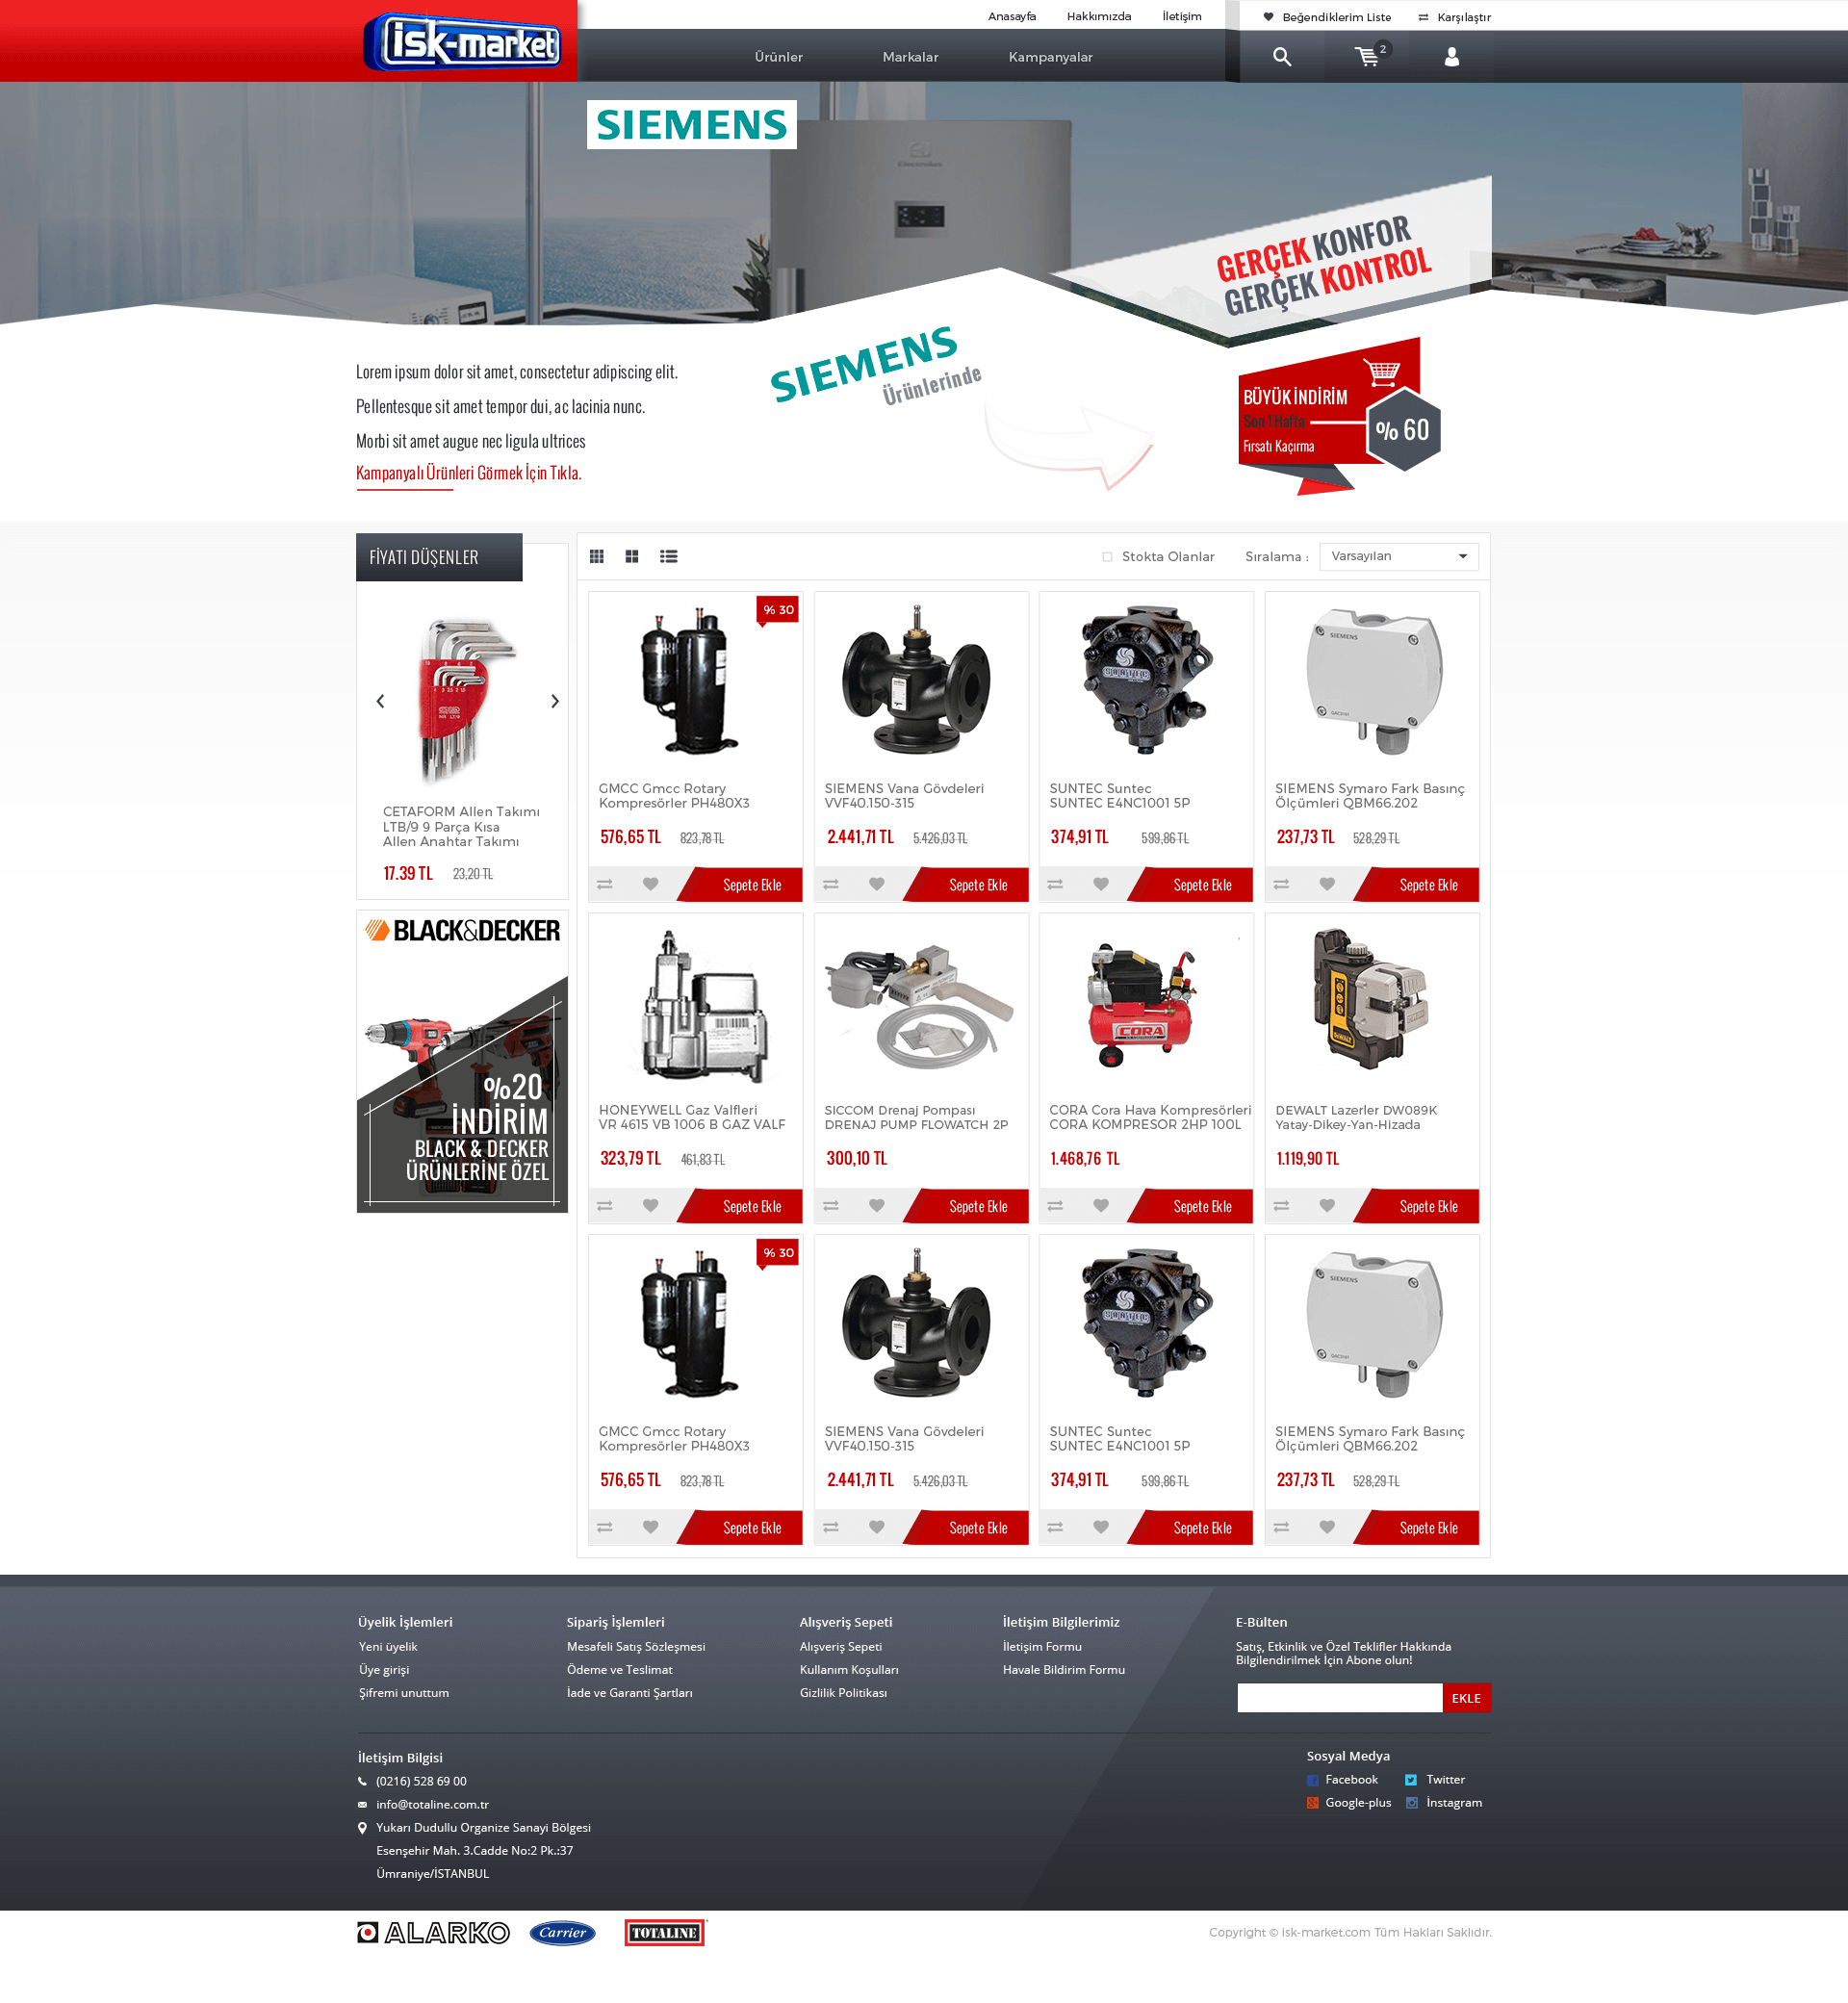 isk-market
Anasayfa
Hakkımızda
İletişim
Beğendiklerim Liste
Karşılaştır
Ürünler
Markalar
Kampanyalar
2
SIEMENS
Electrolux
GERÇEK KONFOR
GERÇEK KONTROL
SIEMENS
Ürünlerinde
Lorem ipsum dolor sit amet, consectetur adipiscing elit.
Pellentesque sit amet tempor dui, ac lacinia nunc.
Morbi sit amet augue nec ligula ultrices
Kampanyalı Ürünleri Görmek İçin Tıkla.
BÜYÜK İNDİRİM
Son 1 Hafta
Fırsatı Kaçırma
% 60
FİYATI DÜŞENLER
CETAFORM Allen Takımı
LTB/9 9 Parça Kısa
Allen Anahtar Takımı
17.39 TL
23,20 TL
BLACK&DECKER
%20
İNDİRİM
BLACK & DECKER
ÜRÜNLERİNE ÖZEL
Stokta Olanlar
Sıralama :
Varsayılan
% 30
GMCC Gmcc Rotary
Kompresörler PH480X3
576,65 TL
823,78 TL
Sepete Ekle
SIEMENS Vana Gövdeleri
VVF40.150-315
2.441,71 TL
5.426,03 TL
Sepete Ekle
SUNTEC
SUNTEC Suntec
SUNTEC E4NC1001 5P
374,91 TL
599,86 TL
Sepete Ekle
SIEMENS
SIEMENS Symaro Fark Basınç
Ölçümleri QBM66.202
237,73 TL
528,29 TL
Sepete Ekle
HONEYWELL Gaz Valfleri
VR 4615 VB 1006 B GAZ VALF
323,79 TL
461,83 TL
Sepete Ekle
SICCOM Drenaj Pompası
DRENAJ PUMP FLOWATCH 2P
300,10 TL
Sepete Ekle
CORA
CORA Cora Hava Kompresörleri
CORA KOMPRESOR 2HP 100L
1.468,76 TL
Sepete Ekle
DEWALT
DEWALT Lazerler DW089K
Yatay-Dikey-Yan-Hizada
1.119,90 TL
Sepete Ekle
% 30
GMCC Gmcc Rotary
Kompresörler PH480X3
576,65 TL
823,78 TL
Sepete Ekle
SIEMENS Vana Gövdeleri
VVF40.150-315
2.441,71 TL
5.426,03 TL
Sepete Ekle
SUNTEC
SUNTEC Suntec
SUNTEC E4NC1001 5P
374,91 TL
599,86 TL
Sepete Ekle
SIEMENS
SIEMENS Symaro Fark Basınç
Ölçümleri QBM66.202
237,73 TL
528,29 TL
Sepete Ekle
Üyelik İşlemleri
Yeni üyelik
Üye girişi
Şifremi unuttum
Sipariş İşlemleri
Mesafeli Satış Sözleşmesi
Ödeme ve Teslimat
İade ve Garanti Şartları
Alışveriş Sepeti
Alışveriş Sepeti
Kullanım Koşulları
Gizlilik Politikası
İletişim Bilgilerimiz
İletişim Formu
Havale Bildirim Formu
E-Bülten
Satış, Etkinlik ve Özel Teklifler Hakkında
Bilgilendirilmek İçin Abone olun!
EKLE
İletişim Bilgisi
(0216) 528 69 00
info@totaline.com.tr
Yukarı Dudullu Organize Sanayi Bölgesi
Esenşehir Mah. 3.Cadde No:2 Pk.:37
Ümraniye/İSTANBUL
Sosyal Medya
Facebook
Twitter
Google-plus
İnstagram
ALARKO
Carrier
TOTALINE
Copyright © isk-market.com Tüm Hakları Saklıdır.